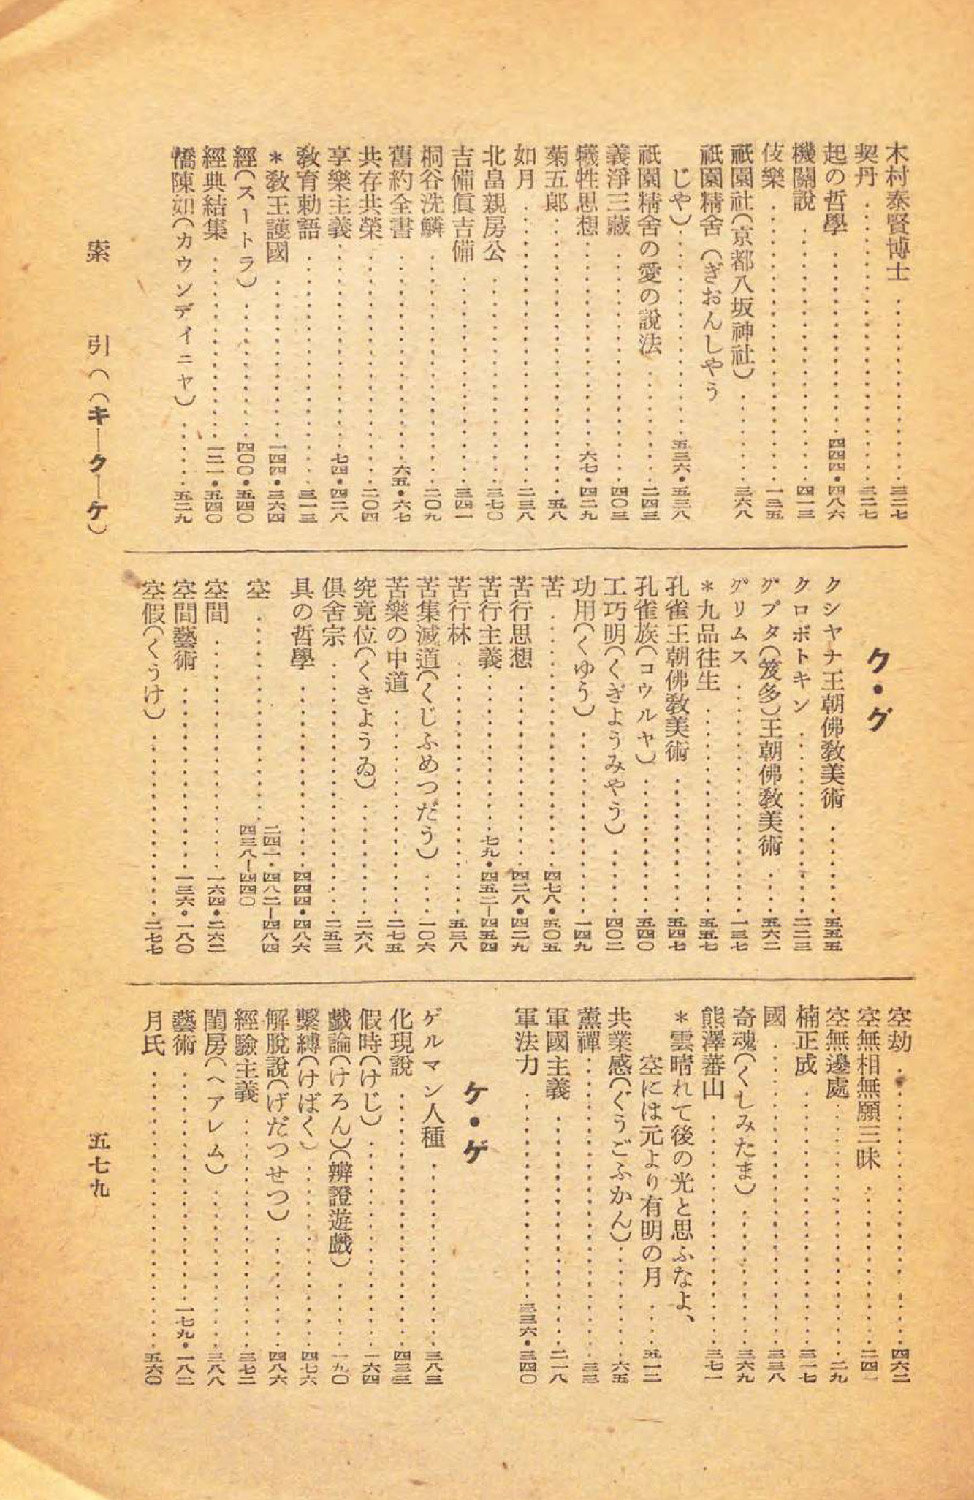 木村泰賢博士……三二七
契丹……三二七
起の哲學……四四四・四八六
機關說……四一三
伎樂……一三五
祇園社(京都八坂神社)……三六八
祇園精舍(ぎおんしやう
じや)……五三六・五三八
祇園精舍の愛の說法……二四三
義淨三藏……四〇三
犧牲思想……六七・四二九
菊五郎……五八
如月……二三八
北畠親房公……三七〇
吉備眞吉備……三四一
桐谷洗鱗……二〇九
舊約全書……六五・六七
共存共榮……二〇四
享樂主義……七四・四二八
敎育勅語……三一三
*敎王護國……一四四・三六四
經(スートラ)……四〇〇・五四〇
經典結集……一三一・五四〇
憍陳如(カウンデイニヤ)……五二九
ク・グ
クシヤナ王朝佛敎美術……五五五
クロポトキン……二二三
グプタ(笈多)王朝佛敎美術……五六二
グリムス……一三七
*九品往生……五五七
孔雀王朝佛敎美術……五四七
孔雀族(コウルヤ)……五四〇
工巧明(くぎようみやう)……四〇二
功用(くゆう)……一四九
苦……四七八・五〇五
苦行思想……四二八・四二九
苦行主義……七九・四五二—四五四
苦行林……五三八
苦集滅道(くじふめつだう)……一〇六
苦樂の中道……二七五
究竟位(くきようゐ)……二六八
俱舍宗……二五三
具の哲學……四四四・四八六
空……二四一・四八二—四八四
四三八—四四〇
空間……一六四・二六二
空間藝術……一三六・一八〇
空假(くうけ)……二七七
空劫……四六二
空無相無願三昧……二四一
空無邊處……二九
楠正成……三一七
國……三三八
奇魂(くしみたま)……三六九
熊澤蕃山……三七一
*雲晴れて後の光と思ふなよ、
空には元より有明の月……五一二
共業感(ぐうごふかん)……六五
薰禪……三三
軍國主義……二一八
軍法力……三三六・三四〇
ケ・ゲ
ゲルマン人種……三八三
化現說……四三三
假時(けじ)……一六四
戲論(けろん)(辨證遊戲)……一九〇
繫縛(けばく)……四七六
解脫說(げだつせつ)……四八六
經驗主義……三七二
閨房(ヘアレム)……三八八
藝術……一七九・一八二
月氏……五六〇
索　引((キ—ク—ケ)
五七九